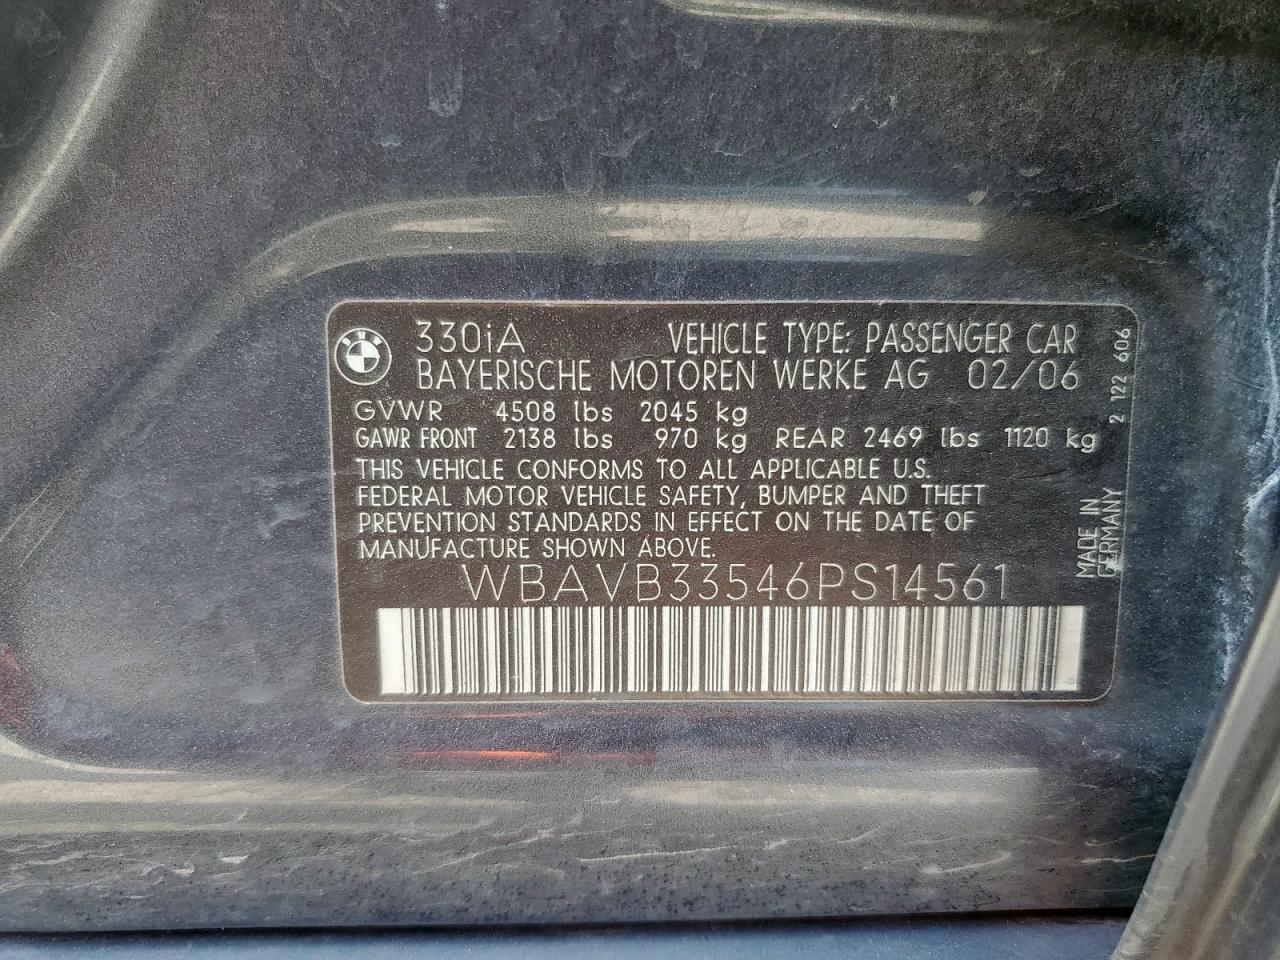 BMW
330iA VEHICLE TYPE: PASSENGER CAR
BAYERISCHE MOTOREN WERKE AG 02/06
GVWR 4508 lbs 2045 kg
GAWR FRONT 2138 lbs 970 kg REAR 2469 lbs 1120 kg
THIS VEHICLE CONFORMS TO ALL APPLICABLE U.S.
FEDERAL MOTOR VEHICLE SAFETY, BUMPER AND THEFT
PREVENTION STANDARDS IN EFFECT ON THE DATE OF
MANUFACTURE SHOWN ABOVE.
WBAVB33546PS14561
2 122 606
MADE IN
GERMANY